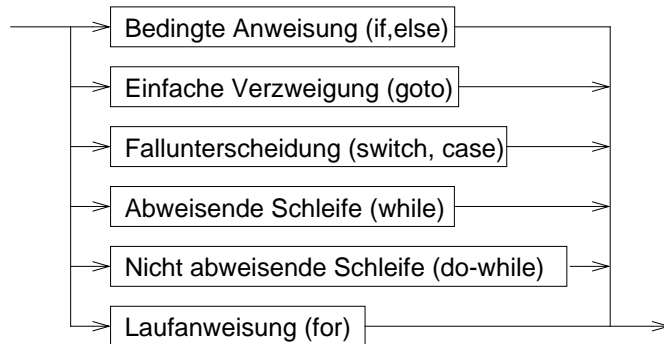 Bedingte Anweisung (if,else)
Einfache Verzweigung (goto)
Fallunterscheidung (switch, case)
Abweisende Schleife (while)
Nicht abweisende Schleife (do-while)
Laufanweisung (for)